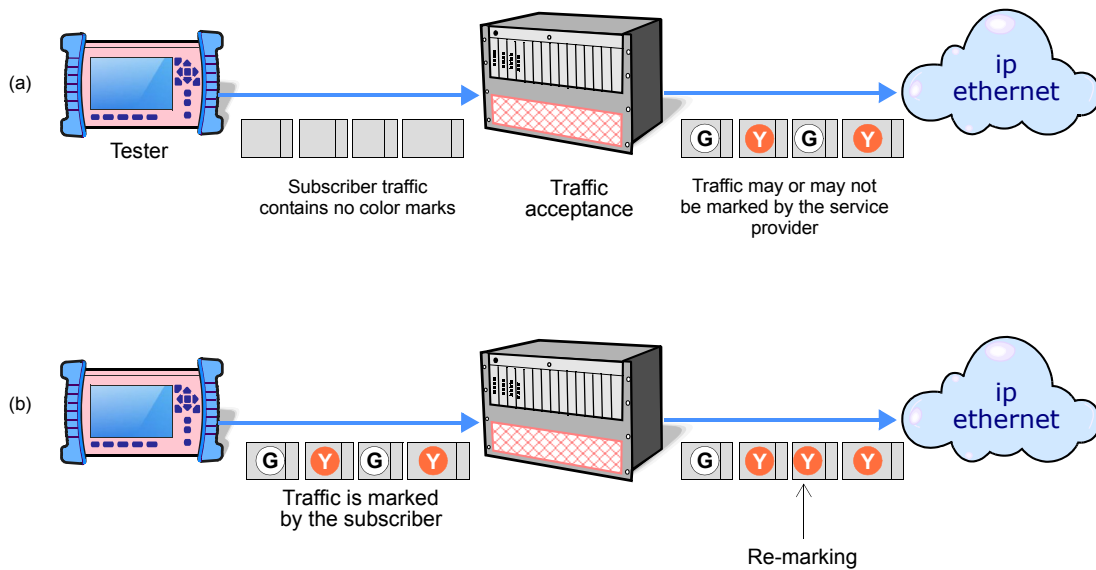 (a)
Tester
Subscriber traffic
contains no color marks
Traffic
acceptance
G Y G Y
Traffic may or may not
be marked by the service
provider
ip
ethernet
(b)
G Y G Y
Traffic is marked
by the subscriber
G Y Y Y
Re-marking
ip
ethernet